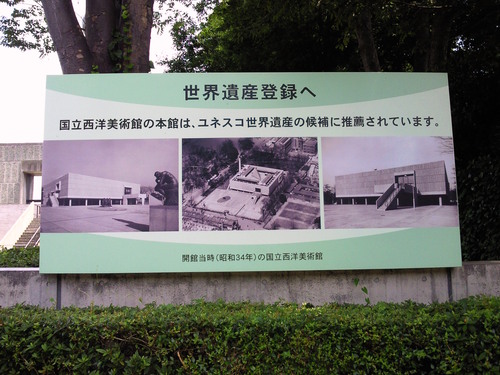 世界遺産登録へ
国立西洋美術館の本館は、ユネスコ世界遺産の候補に推薦されています。
開館当時(昭和34年)の国立西洋美術館